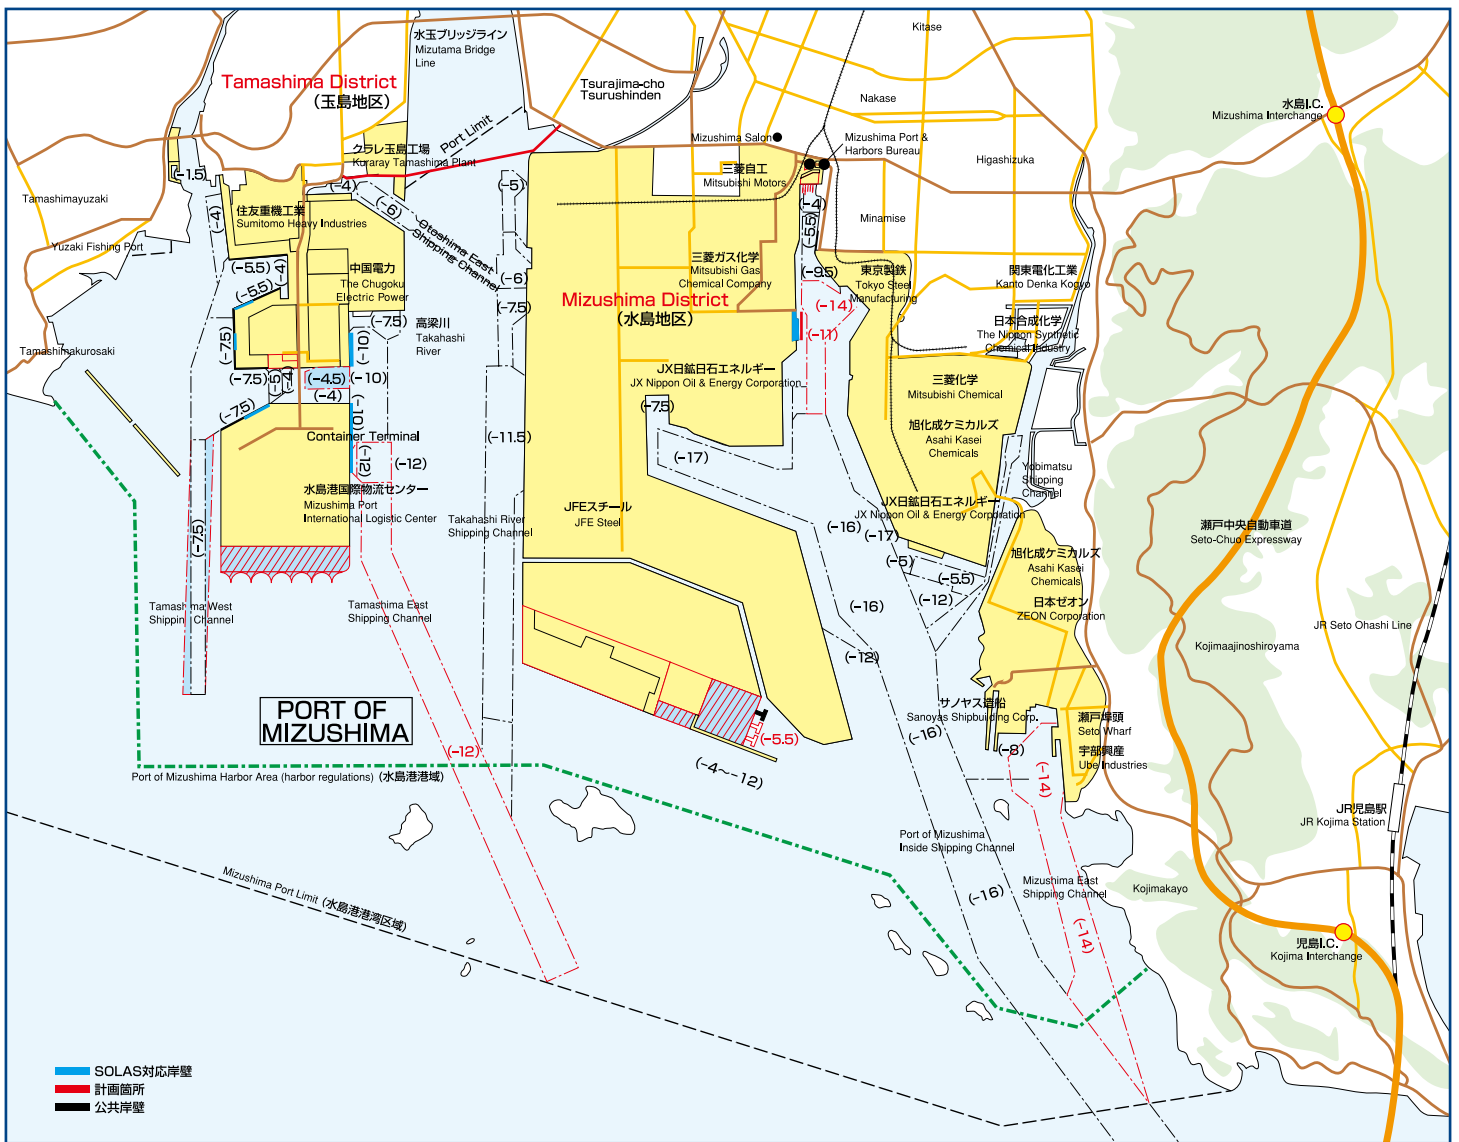 水玉ブリッジライン
Mizutama Bridge
Line
Kitase
Tamashima District
(玉島地区)
Tsurajima-cho
Tsurushinden
Nakase
水島I.C.
Mizushima Interchange
Port Limit
Mizushima Salon
Mizushima Port &
Harbors Bureau
クラレ玉島工場
Kuraray Tamashima Plant
Higashizuka
(-1.5)
三菱自工
Mitsubishi Motors
(-4)
(-5)
Tamashimayuzaki
(-4)
(-6)
(-4)
住友重機工業
Sumitomo Heavy Industries
Otoshima East
Shipping Channel
(-5.5)
Minamise
Yuzaki Fishing Port
(-5.5)
(-4)
(-5.5)
中国電力
The Chugoku
Electric Power
(-6)
三菱ガス化学
Mitsubishi Gas
Chemical Company
(-9.5)
東京製鉄
Tokyo Steel
Manufacturing
関東電化工業
Kanto Denka Kogyo
Mizushima District
(水島地区)
(-7.5)
(-14)
(-7.5)
高梁川
Takahashi
River
(-11)
日本合成化学
The Nippon Synthetic
Chemical Industry
Tamashimakurosaki
(-7.5)
(-10)
(-7.5)
(-5)
(-4)
(-4.5)
(-10)
(-4)
JX日鉱日石エネルギー
JX Nippon Oil & Energy Corporation
三菱化学
Mitsubishi Chemical
(-7.5)
(-10)
(-7.5)
旭化成ケミカルズ
Asahi Kasei
Chemicals
Container Terminal
(-11.5)
(-12)
(-12)
(-17)
Yobimatsu
Shipping
Channel
水島港国際物流センター
Mizushima Port
International Logistic Center
JFEスチール
JFE Steel
JX日鉱日石エネルギー
JX Nippon Oil & Energy Corporation
瀬戸中央自動車道
Seto-Chuo Expressway
(-7.5)
Takahashi River
Shipping Channel
(-16)
(-17)
旭化成ケミカルズ
Asahi Kasei
Chemicals
(-5)
(-5.5)
(-12)
日本ゼオン
ZEON Corporation
Tamashima West
Shipping Channel
Tamashima East
Shipping Channel
(-16)
JR Seto Ohashi Line
Kojimaajinoshiroyama
(-12)
PORT OF
MIZUSHIMA
サノヤス造船
Sanoyas Shipbuilding Corp.
瀬戸埠頭
Seto Wharf
(-12)
(-5.5)
(-16)
(-8)
宇部興産
Ube Industries
Port of Mizushima Harbor Area (harbor regulations) (水島港港域)
(-4~-12)
(-14)
JR児島駅
JR Kojima Station
Port of Mizushima
Inside Shipping Channel
Mizushima Port Limit (水島港港湾区域)
Mizushima East
Shipping Channel
Kojimakayo
(-16)
(-14)
児島I.C.
Kojima Interchange
SOLAS対応岸壁
計画箇所
公共岸壁